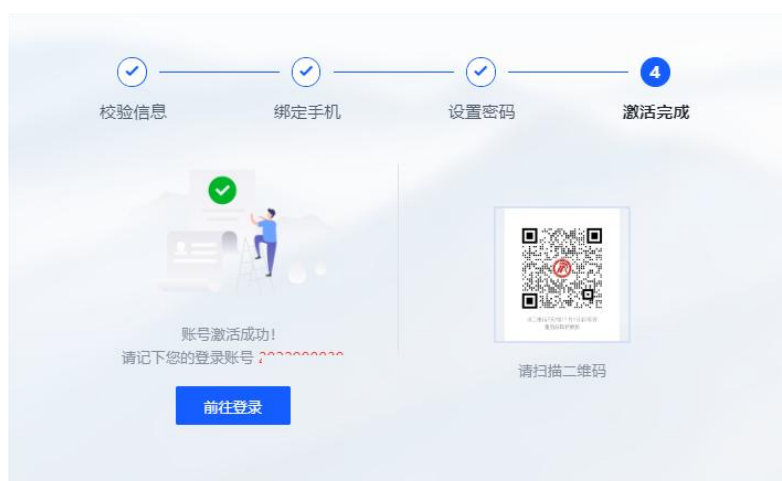 4
校验信息
绑定手机
设置密码
激活完成
账号激活成功!
请记下您的登录账号
前往登录
请扫描二维码